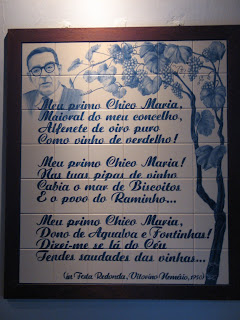 Meu primo Chico Maria,
Maioral do meu concelho,
Alfenete de oiro puro
Como vinho de verdelho!
Meu primo Chico Maria!
Nas tuas pipas de vinho
Cabia o mar de Biscoitos
E o povo do Raminho...
Meu primo Chico Maria,
Dono de Agualva e Fontinhas!
Dizei-me se lá do Céu
Tendes saudades das vinhas...
(in Festa Redonda, Vitorino Nemésio, 1950)